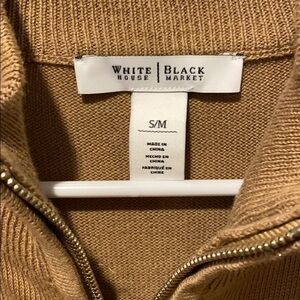 WHITE | BLACK
HOUSE | MARKET
S/M
MADE IN
CHINA
HECHO EN
CHINA
FABRIQUÉ EN
CHINE